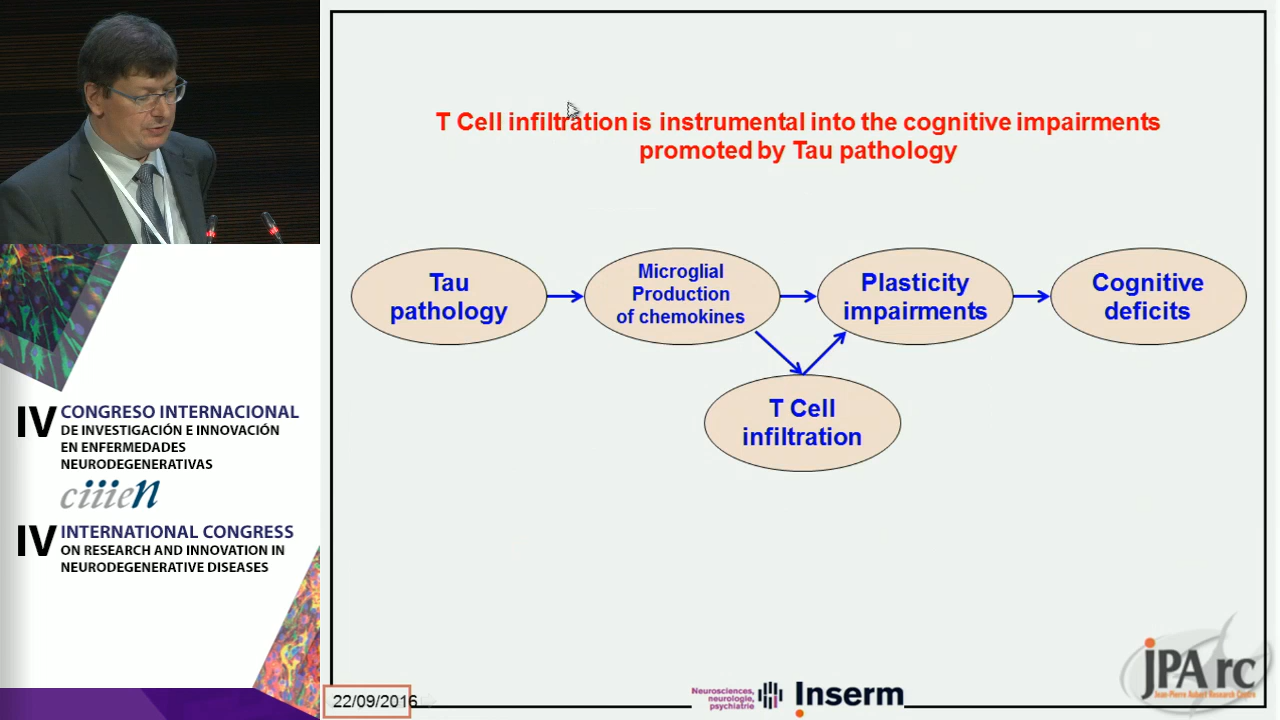 T Cell infiltration is instrumental into the cognitive impairments
promoted by Tau pathology
Tau
pathology
Microglial
Production
of chemokines
Plasticity
impairments
Cognitive
deficits
T Cell
infiltration
IV CONGRESO INTERNACIONAL
DE INVESTIGACIÓN E INNOVACIÓN
EN ENFERMEDADES
NEURODEGENERATIVAS
ciiien
IV INTERNATIONAL CONGRESS
ON RESEARCH AND INNOVATION IN
NEURODEGENERATIVE DISEASES
22/09/2016
Neurosciences,
neurologie,
psychiatrie
Inserm
JPArc
Jean-Pierre Aubert Research Centre